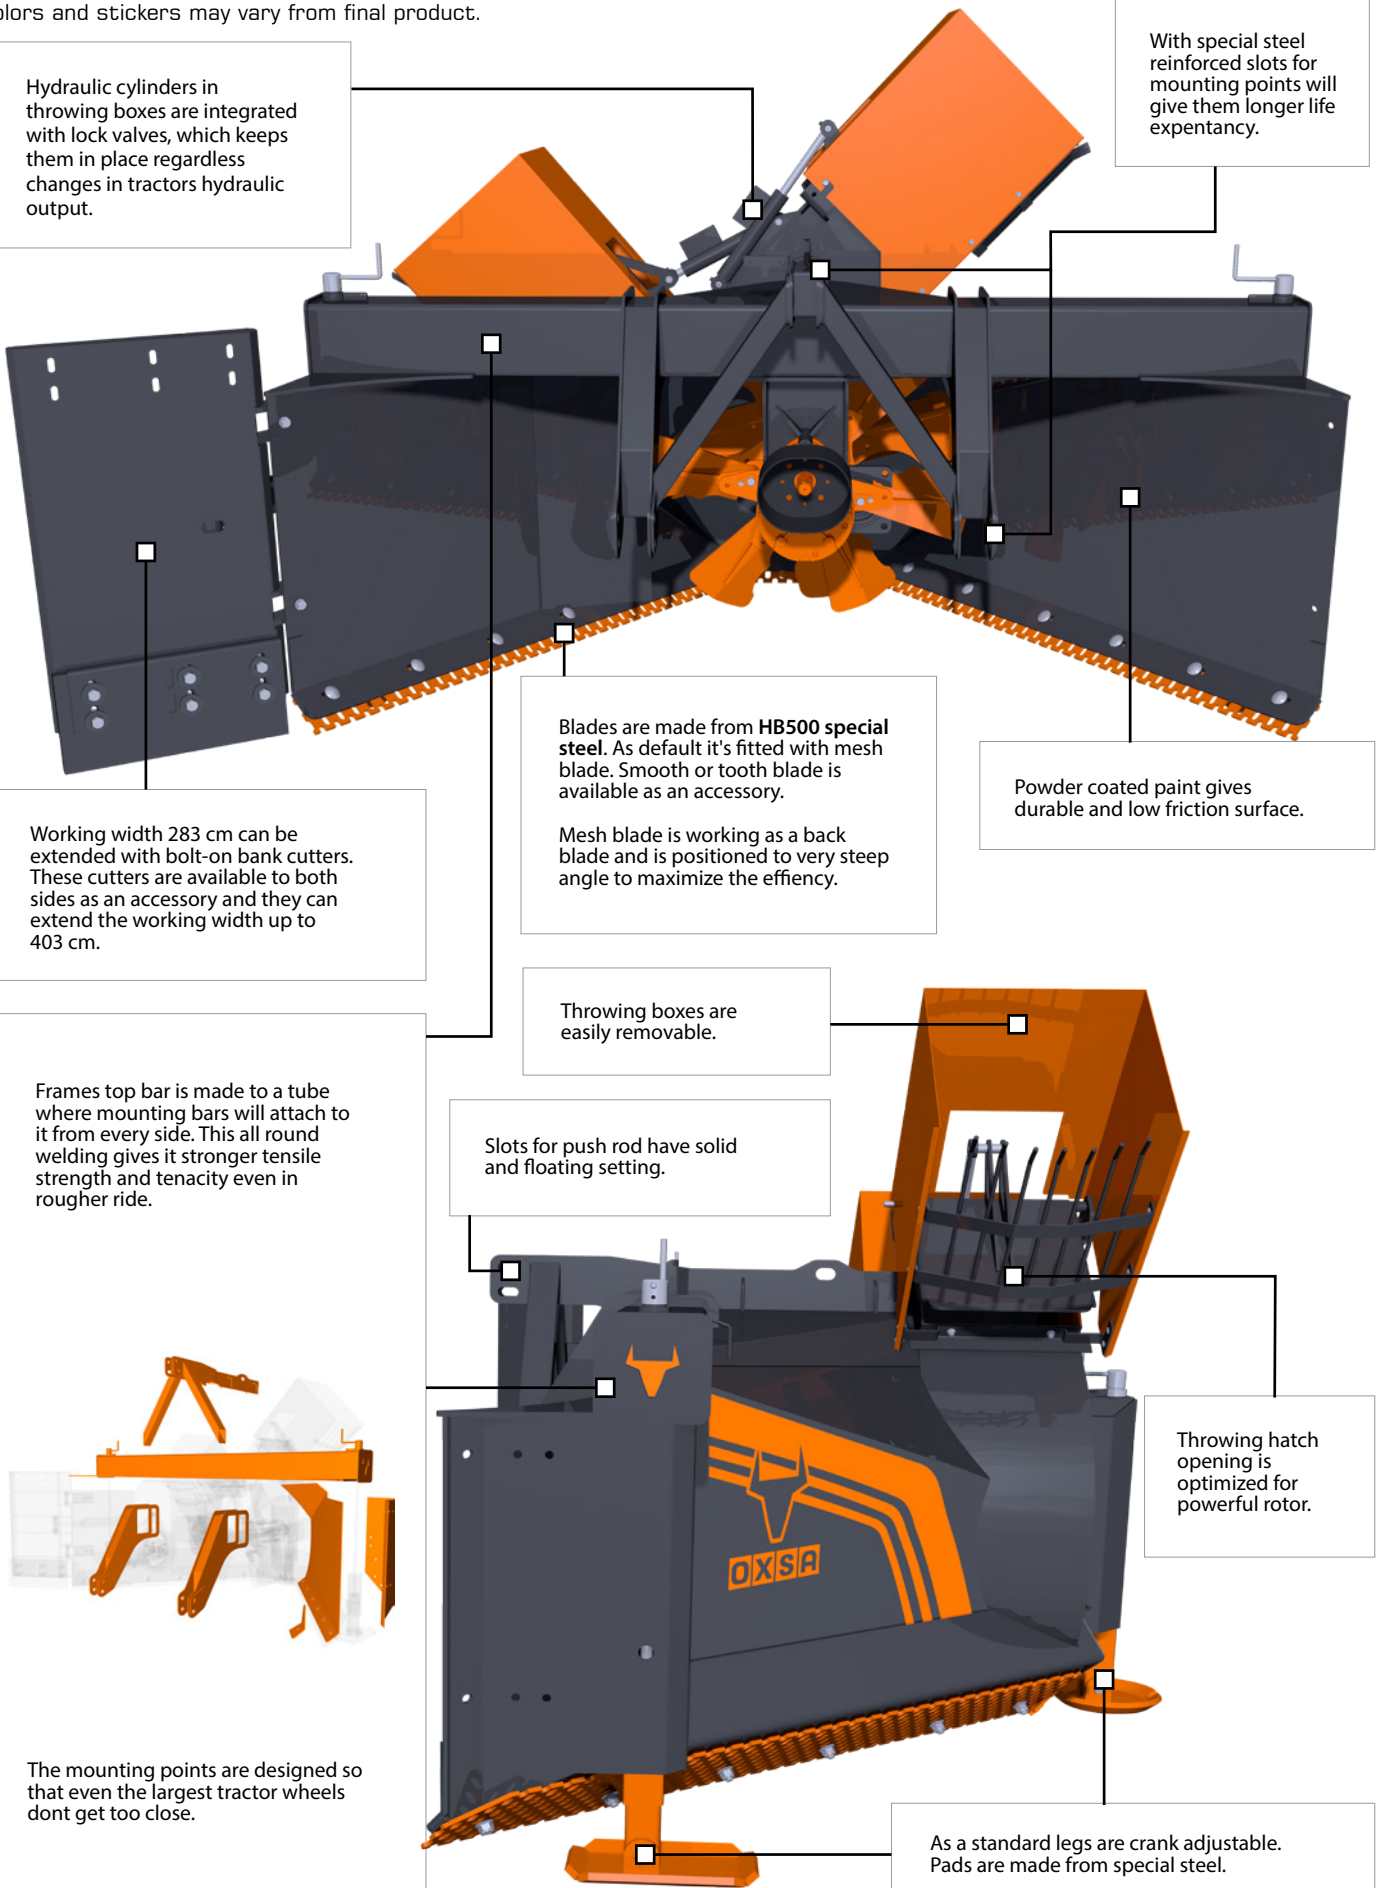 olors and stickers may vary from final product.
Hydraulic cylinders in
throwing boxes are integrated
with lock valves, which keeps
them in place regardless
changes in tractors hydraulic
output.
With special steel
reinforced slots for
mounting points will
give them longer life
expentancy.
Blades are made from HB500 special
steel. As default it's fitted with mesh
blade. Smooth or tooth blade is
available as an accessory.
Mesh blade is working as a back
blade and is positioned to very steep
angle to maximize the effiency.
Powder coated paint gives
durable and low friction surface.
Working width 283 cm can be
extended with bolt-on bank cutters.
These cutters are available to both
sides as an accessory and they can
extend the working width up to
403 cm.
Throwing boxes are
easily removable.
Frames top bar is made to a tube
where mounting bars will attach to
it from every side. This all round
welding gives it stronger tensile
strength and tenacity even in
rougher ride.
Slots for push rod have solid
and floating setting.
Throwing hatch
opening is
optimized for
powerful rotor.
OXSA
The mounting points are designed so
that even the largest tractor wheels
dont get too close.
As a standard legs are crank adjustable.
Pads are made from special steel.